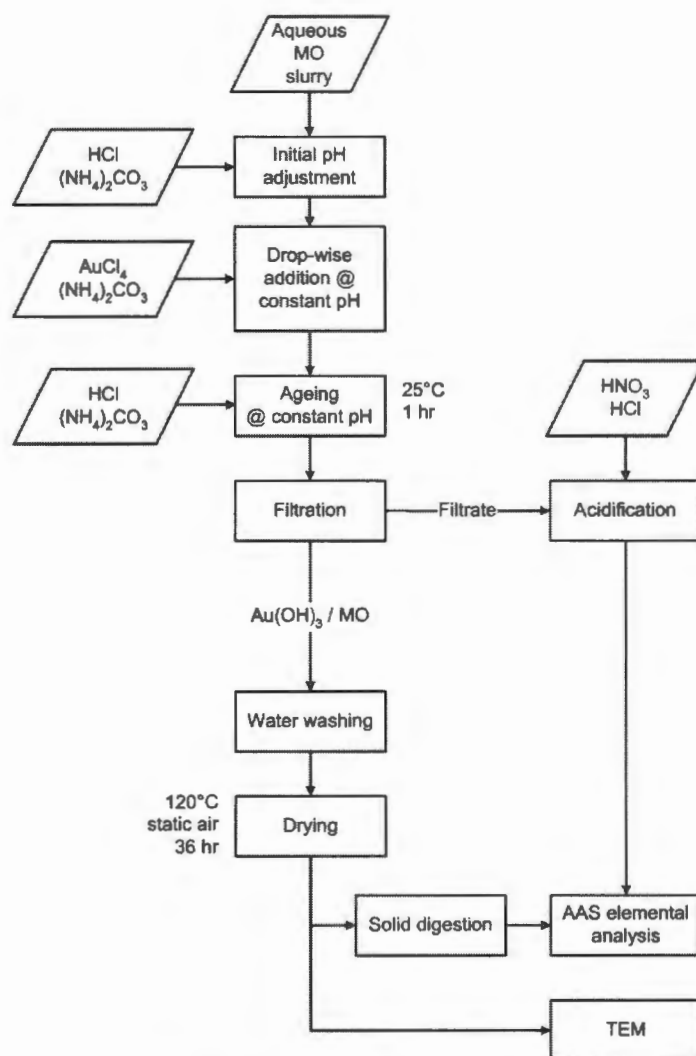 Aqueous
MO
slurry
HCl
(NH₄)₂CO₃
Initial pH
adjustment
AuCl₄
(NH₄)₂CO₃
Drop-wise
addition @
constant pH
HCl
(NH₄)₂CO₃
Ageing
@ constant pH
25°C
1 hr
HNO₃
HCl
Filtration
Filtrate
Acidification
Au(OH)₃ / MO
Water washing
120°C
static air
36 hr
Drying
Solid digestion
AAS elemental
analysis
TEM